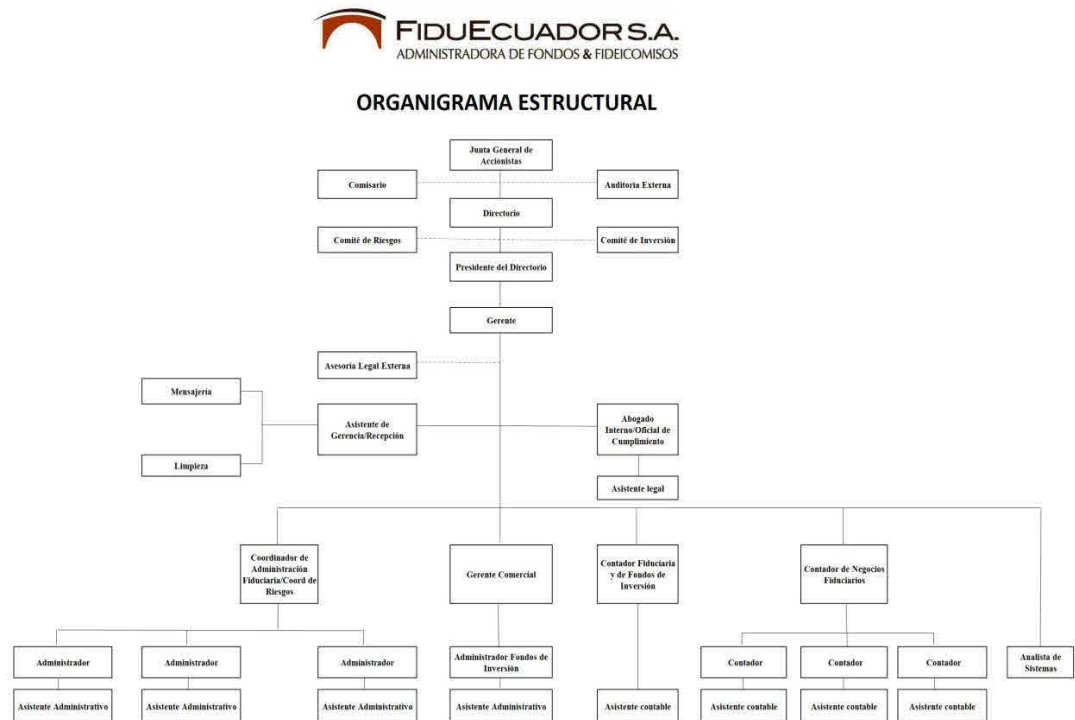 FIDUECUADOR S.A.
ADMINISTRADORA DE FONDOS & FIDEICOMISOS
ORGANIGRAMA ESTRUCTURAL
Junta General de
Accionistas
Comisario
Auditoría Externa
Directorio
Comité de Riesgos
Comité de Inversión
Presidente del Directorio
Gerente
Asesoría Legal Externa
Mensajería
Asistente de
Gerencia/Recepción
Abogado
Interno/Oficial de
Cumplimiento
Limpieza
Asistente legal
Coordinador de
Administración
Fiduciaria/Coord de
Riesgos
Gerente Comercial
Contador Fiduciaria
y de Fondos de
Inversión
Contador de Negocios
Fiduciarios
Administrador
Administrador
Administrador
Administrador Fondos de
Inversión
Contador
Contador
Contador
Analista de
Sistemas
Asistente Administrativo
Asistente Administrativo
Asistente Administrativo
Asistente Administrativo
Asistente contable
Asistente contable
Asistente contable
Asistente contable